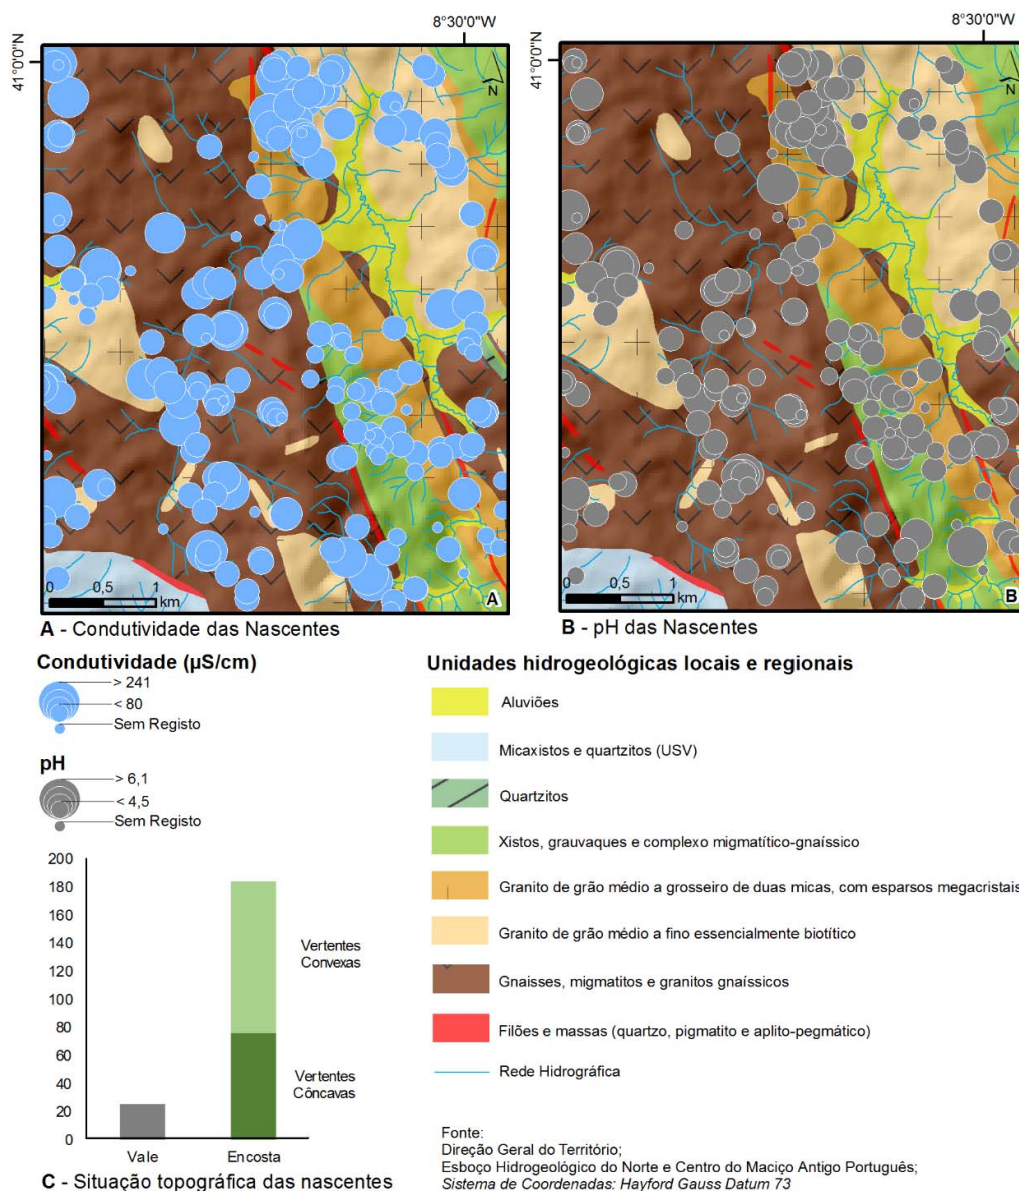 8°30'0"W
8°30'0"W
41°0'0"N
41°0'0"N
N
N
0 0,5 1
km
A
0 0,5 1
km
B
A - Condutividade das Nascentes
B - pH das Nascentes
Condutividade (µS/cm)
> 241
< 80
Sem Registo
pH
> 6,1
< 4,5
Sem Registo
Unidades hidrogeológicas locais e regionais
Aluviões
Micaxistos e quartzitos (USV)
Quartzitos
Xistos, grauvaques e complexo migmatítico-gnaíssico
Granito de grão médio a grosseiro de duas micas, com esparsos megacristais
Granito de grão médio a fino essencialmente biotítico
Gnaisses, migmatitos e granitos gnaíssicos
Filões e massas (quartzo, pigmatito e aplito-pegmático)
Rede Hidrográfica
200
180
160
140
120
100
80
60
40
20
0
Vertentes
Convexas
Vertentes
Côncavas
Vale Encosta
C - Situação topográfica das nascentes
Fonte:
Direção Geral do Território;
Esboço Hidrogeológico do Norte e Centro do Maciço Antigo Português;
Sistema de Coordenadas: Hayford Gauss Datum 73